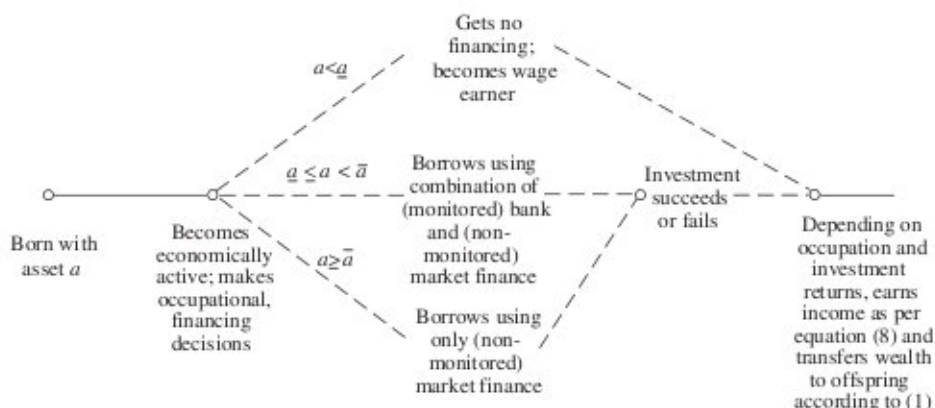 Gets no
financing;
becomes wage
earner
a<a̲
a̲ ≤ a < a̅
Borrows using
combination of
(monitored) bank
and (non-
monitored)
market finance
Investment
succeeds
or fails
Born with
asset a
Becomes
economically
active; makes
occupational,
financing
decisions
a≥a̅
Borrows using
only (non-
monitored)
market finance
Depending on
occupation and
investment
returns, earns
income as per
equation (8) and
transfers wealth
to offspring
according to (1)